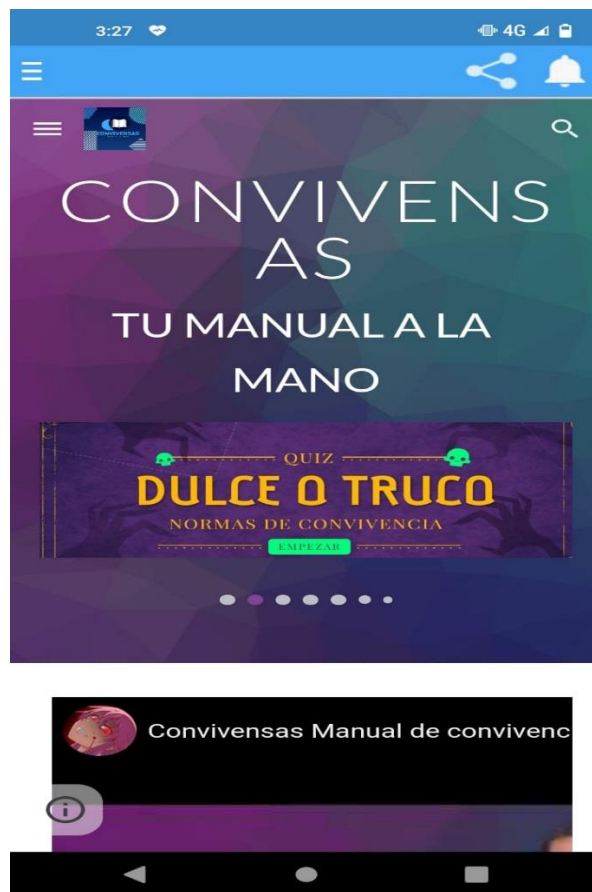 3:27
4G
CONVIVENSAS
CONVIVENS
AS
TU MANUAL A LA
MANO
QUIZ
DULCE O TRUCO
NORMAS DE CONVIVENCIA
EMPEZAR
Convivensas Manual de convivenc